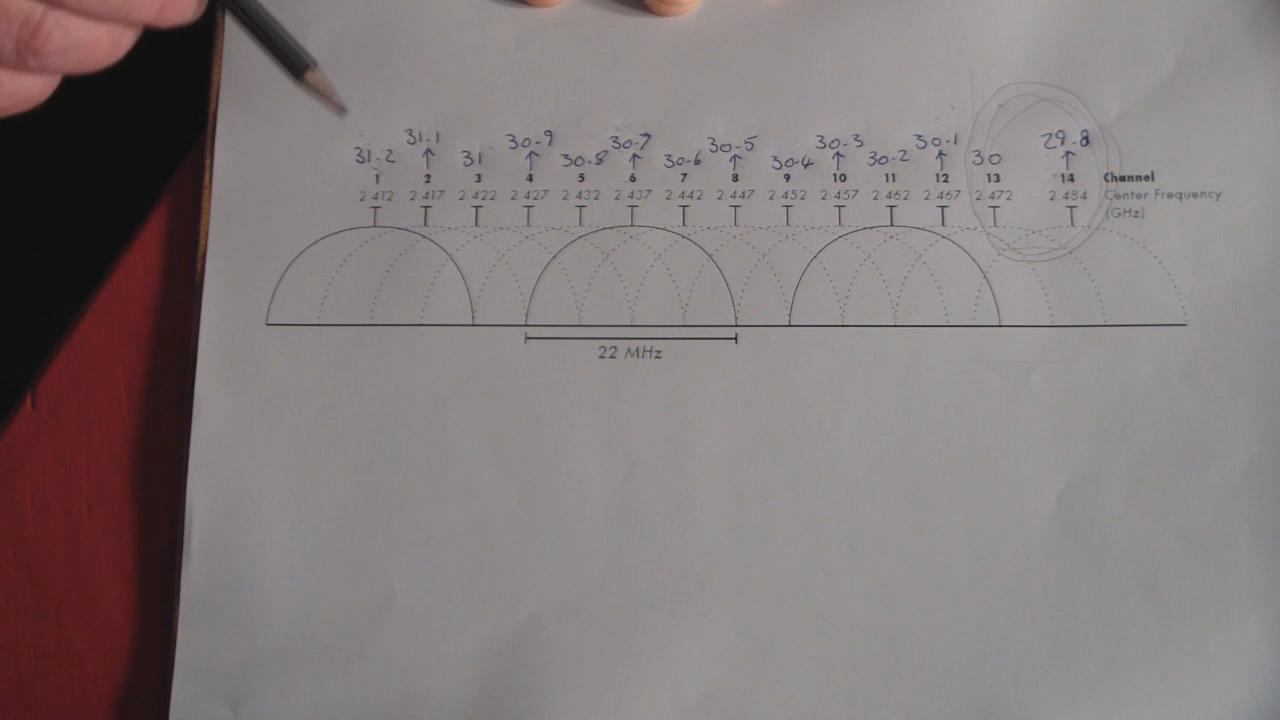 31.2 31.1 31 30.9 30.8 30.7 30.6 30.5 30.4 30.3 30.2 30.1 30 29.8
1 2 3 4 5 6 7 8 9 10 11 12 13 14 Channel
2.412 2.417 2.422 2.427 2.432 2.437 2.442 2.447 2.452 2.457 2.462 2.467 2.472 2.484 Center Frequency
(GHz)
22 MHz